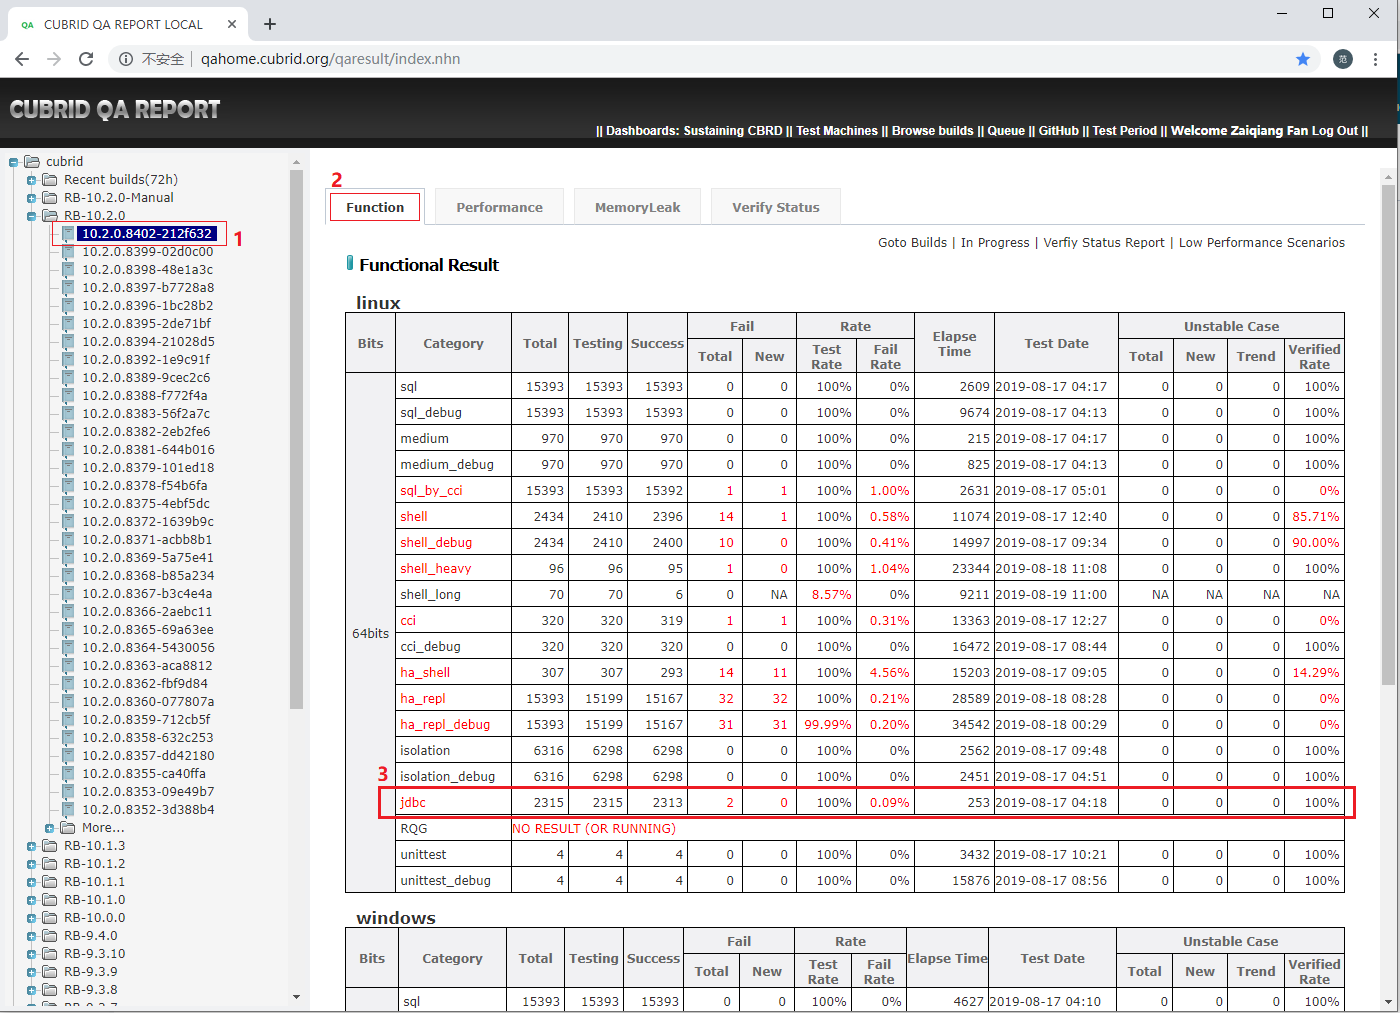 QA CUBRID QA REPORT LOCAL
不安全 qahome.cubrid.org/qaresult/index.nhn 范
CUBRID QA REPORT
|| Dashboards: Sustaining CBRD || Test Machines || Browse builds || Queue || GitHub || Test Period || Welcome Zaiqiang Fan Log Out ||
cubrid
Recent builds(72h)
RB-10.2.0-Manual
RB-10.2.0
10.2.0.8402-212f632 1
10.2.0.8399-02d0c00
10.2.0.8398-48e1a3c
10.2.0.8397-b7728a8
10.2.0.8396-1bc28b2
10.2.0.8395-2de71bf
10.2.0.8394-21028d5
10.2.0.8392-1e9c91f
10.2.0.8389-9cec2c6
10.2.0.8388-f772f4a
10.2.0.8383-56f2a7c
10.2.0.8382-2eb2fe6
10.2.0.8381-644b016
10.2.0.8379-101ed18
10.2.0.8378-f54b6fa
10.2.0.8375-4ebf5dc
10.2.0.8372-1639b9c
10.2.0.8371-acbb8b1
10.2.0.8369-5a75e41
10.2.0.8368-b85a234
10.2.0.8367-b3c4e4a
10.2.0.8366-2aebc11
10.2.0.8365-69a63ee
10.2.0.8364-5430056
10.2.0.8363-aca8812
10.2.0.8362-fbf9d84
10.2.0.8360-077807a
10.2.0.8359-712cb5f
10.2.0.8358-632c253
10.2.0.8357-dd42180
10.2.0.8355-ca40ffa
10.2.0.8353-09e49b7
10.2.0.8352-3d388b4
More...
RB-10.1.3
RB-10.1.2
RB-10.1.1
RB-10.1.0
RB-10.0.0
RB-9.4.0
RB-9.3.10
RB-9.3.9
RB-9.3.8
2
Function Performance MemoryLeak Verify Status
Goto Builds | In Progress | Verfiy Status Report | Low Performance Scenarios
Functional Result
linux
Bits Category Total Testing Success Fail Rate Elapse Time Test Date Unstable Case
Total New Test Rate Fail Rate Total New Trend Verified Rate
64bits
sql 15393 15393 15393 0 0 100% 0% 2609 2019-08-17 04:17 0 0 0 100%
sql_debug 15393 15393 15393 0 0 100% 0% 9674 2019-08-17 04:13 0 0 0 100%
medium 970 970 970 0 0 100% 0% 215 2019-08-17 04:17 0 0 0 100%
medium_debug 970 970 970 0 0 100% 0% 825 2019-08-17 04:13 0 0 0 100%
sql_by_cci 15393 15393 15392 1 1 100% 1.00% 2631 2019-08-17 05:01 0 0 0 0%
shell 2434 2410 2396 14 1 100% 0.58% 11074 2019-08-17 12:40 0 0 0 85.71%
shell_debug 2434 2410 2400 10 0 100% 0.41% 14997 2019-08-17 09:34 0 0 0 90.00%
shell_heavy 96 96 95 1 0 100% 1.04% 23344 2019-08-18 11:08 0 0 0 100%
shell_long 70 70 6 0 NA 8.57% 0% 9211 2019-08-19 11:00 NA NA NA NA
cci 320 320 319 1 1 100% 0.31% 13363 2019-08-17 12:27 0 0 0 0%
cci_debug 320 320 320 0 0 100% 0% 16472 2019-08-17 08:44 0 0 0 100%
ha_shell 307 307 293 14 11 100% 4.56% 15203 2019-08-17 09:05 0 0 0 14.29%
ha_repl 15393 15199 15167 32 32 100% 0.21% 28589 2019-08-18 08:28 0 0 0 0%
ha_repl_debug 15393 15199 15167 31 31 99.99% 0.20% 34542 2019-08-18 00:29 0 0 0 0%
isolation 6316 6298 6298 0 0 100% 0% 2562 2019-08-17 09:48 0 0 0 100%
isolation_debug 6316 6298 6298 0 0 100% 0% 2451 2019-08-17 04:51 0 0 0 100%
3
jdbc 2315 2315 2313 2 0 100% 0.09% 253 2019-08-17 04:18 0 0 0 100%
RQG NO RESULT (OR RUNNING)
unittest 4 4 4 0 0 100% 0% 3432 2019-08-17 10:21 0 0 0 100%
unittest_debug 4 4 4 0 0 100% 0% 15876 2019-08-17 08:56 0 0 0 100%
windows
Bits Category Total Testing Success Fail Rate Elapse Time Test Date Unstable Case
Total New Test Rate Fail Rate Total New Trend Verified Rate
sql 15393 15393 15393 0 0 100% 0% 4627 2019-08-17 04:10 0 0 0 100%